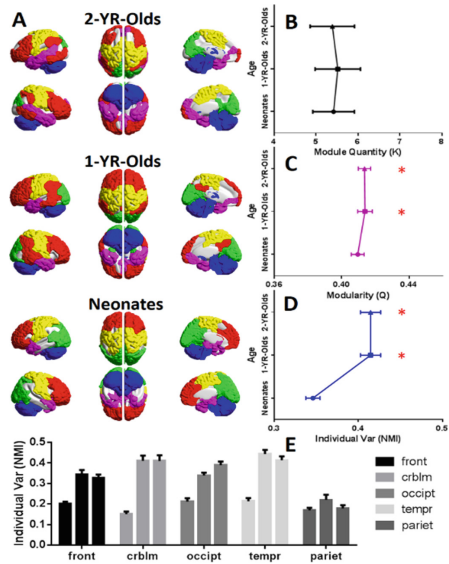 A
2-YR-Olds
1-YR-Olds
Neonates
B
Age
2-YR-Olds
1-YR-Olds
Neonates
4 5 6 7 8
Module Quantity (K)
C
Age
2-YR-Olds
1-YR-Olds
Neonates
*
*
0.36 0.40 0.44
Modularity (Q)
D
Age
2-YR-Olds
1-YR-Olds
Neonates
*
*
0.3 0.4 0.5
Individual Var (NMI)
E
Individual Var (NMI)
0.5
0.4
0.3
0.2
0.1
0.0
front crblm occipt tempr pariet
front
crblm
occipt
tempr
pariet